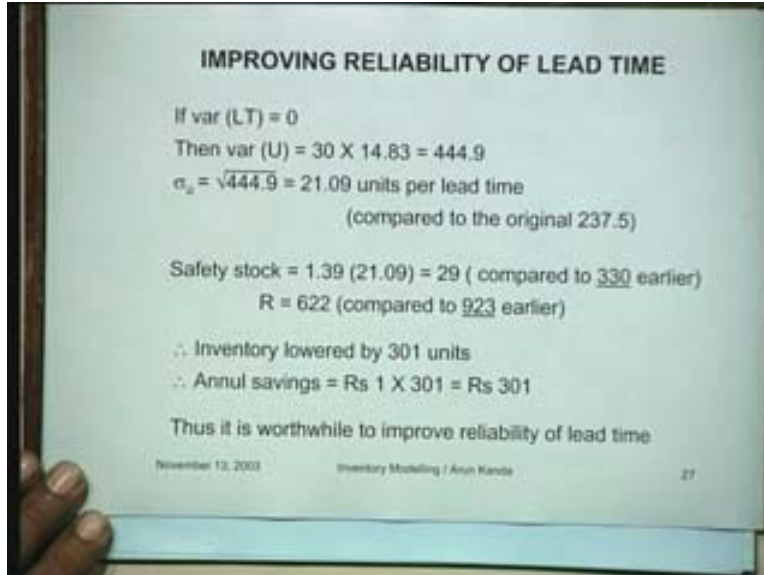 IMPROVING RELIABILITY OF LEAD TIME
If var (LT) = 0
Then var (U) = 30 X 14.83 = 444.9
σᵤ = √444.9 = 21.09 units per lead time
(compared to the original 237.5)
Safety stock = 1.39 (21.09) = 29 ( compared to 330 earlier)
R = 622 (compared to 923 earlier)
∴ Inventory lowered by 301 units
∴ Annul savings = Rs 1 X 301 = Rs 301
Thus it is worthwhile to improve reliability of lead time
November 13, 2003 Inventory Modelling / Arun Kanda 27